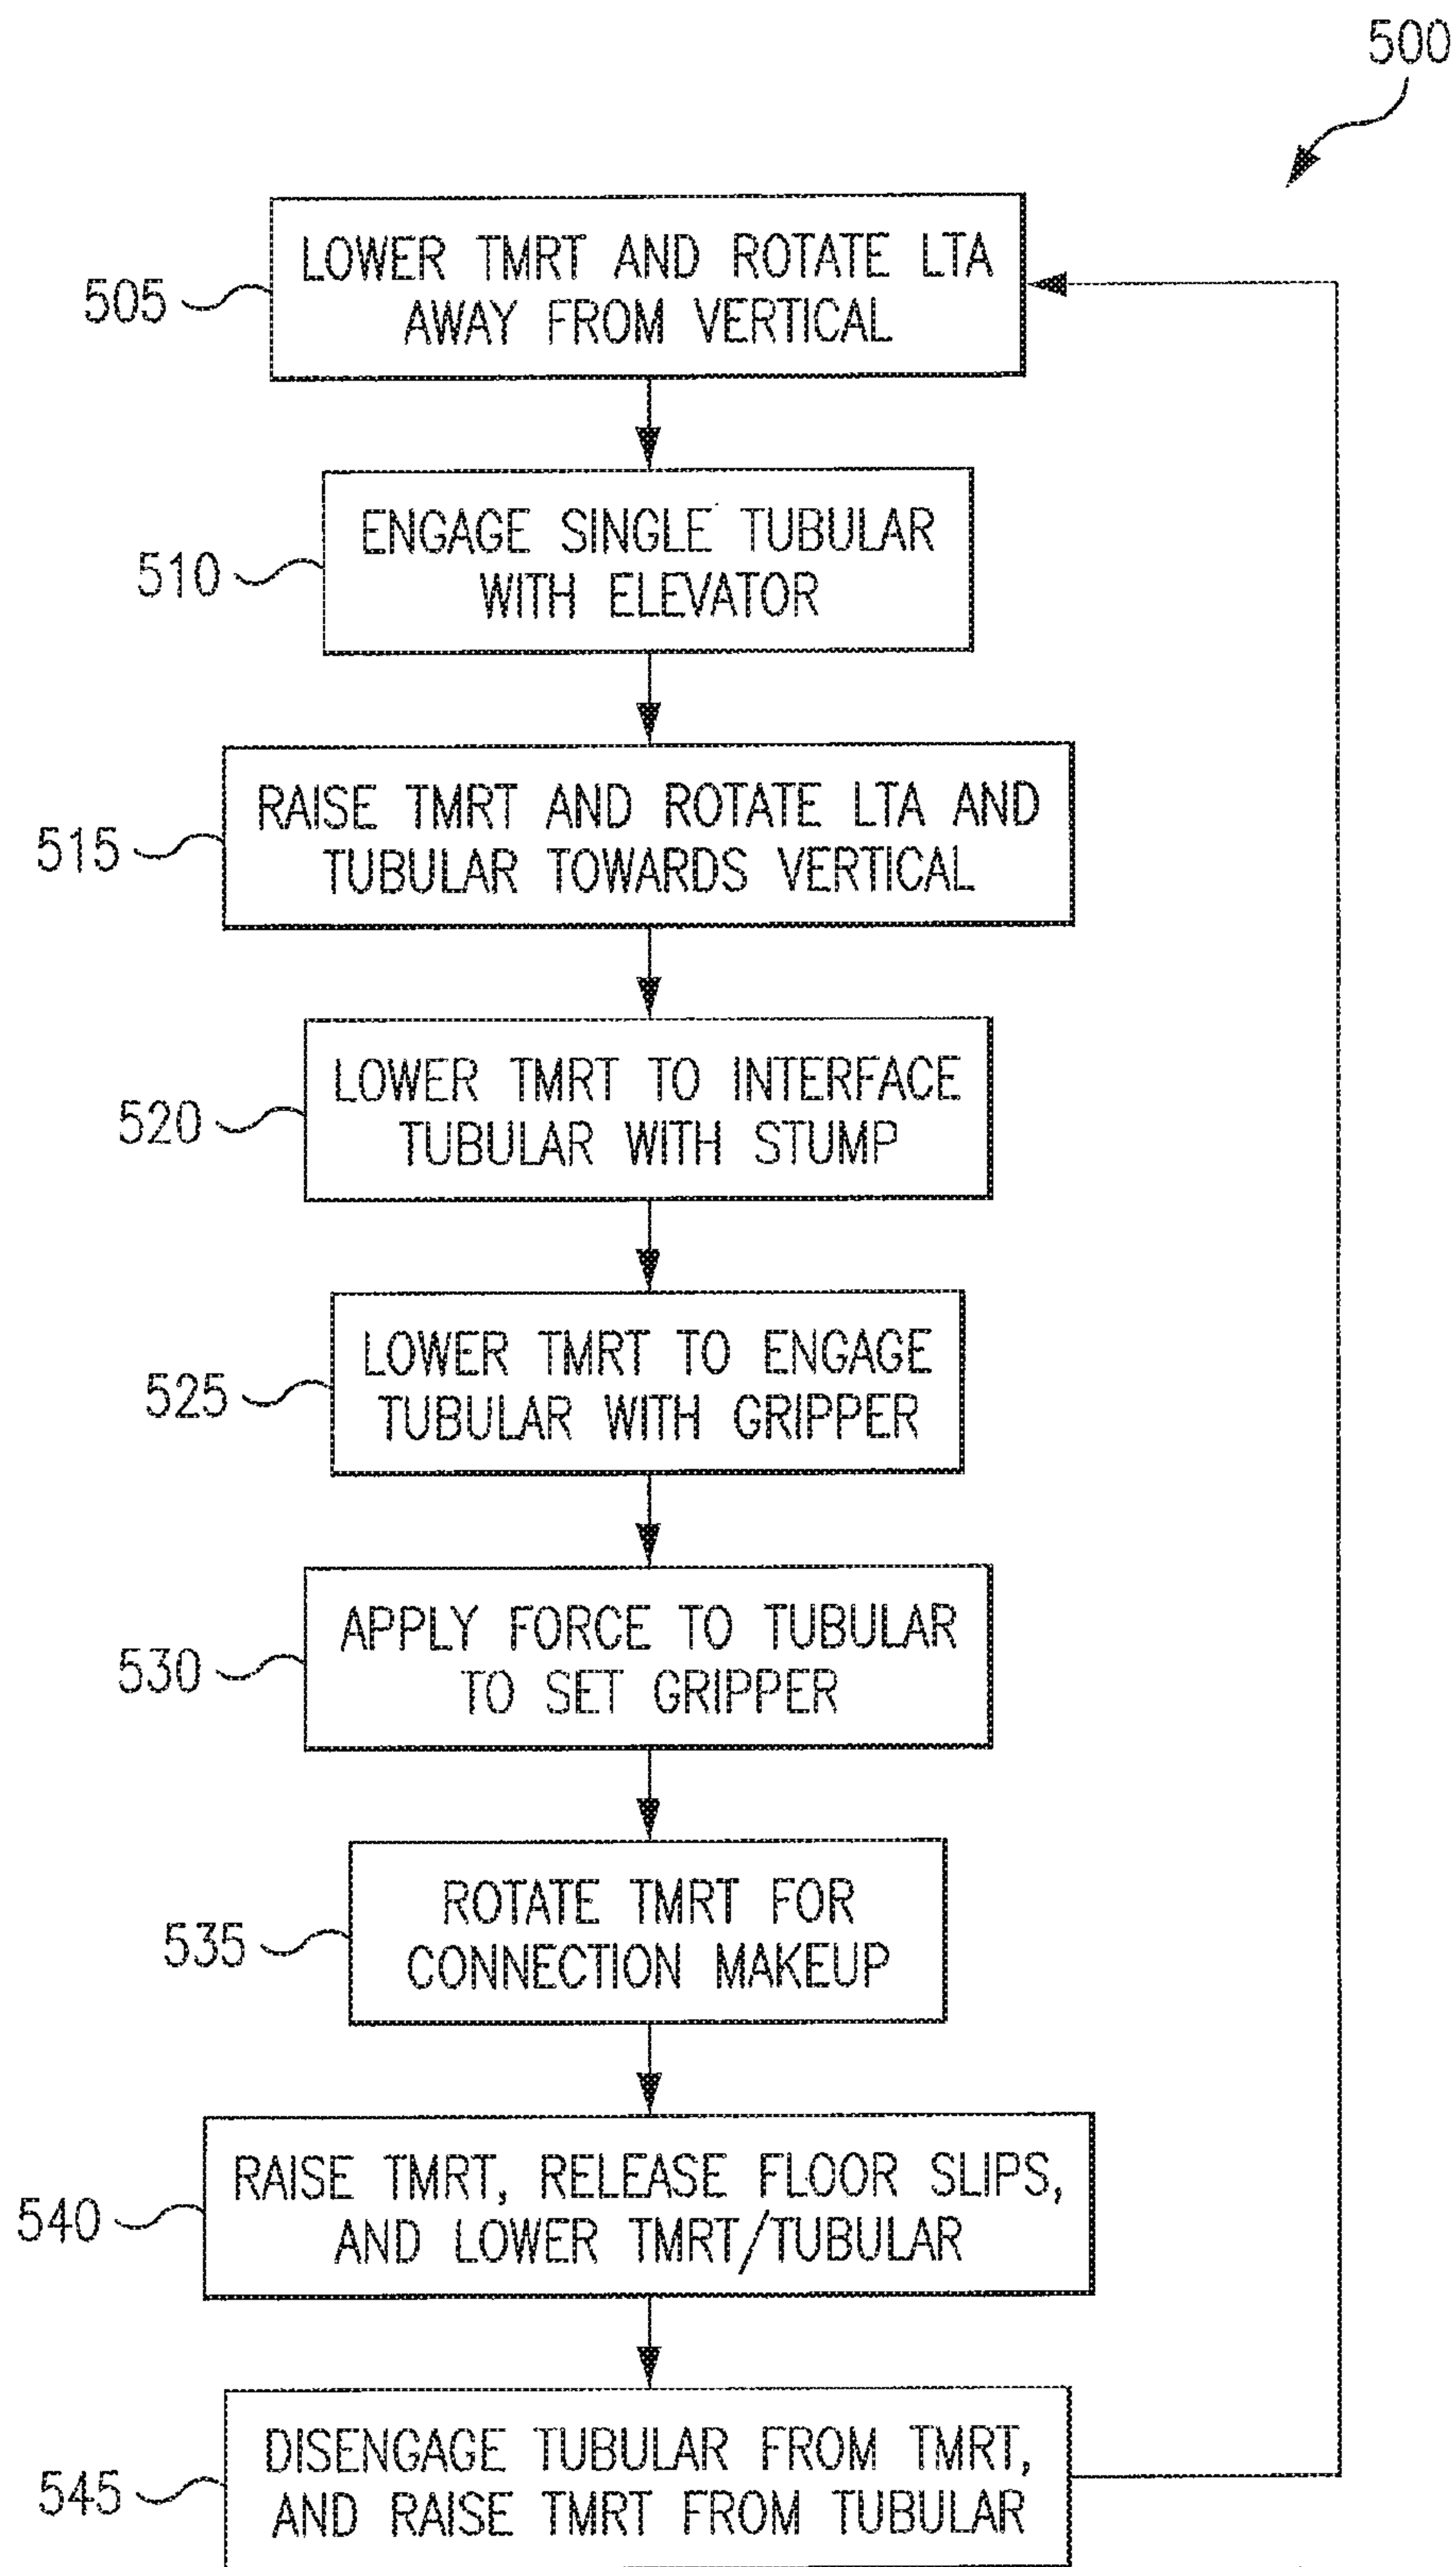 500
505
LOWER TMRT AND ROTATE LTA
AWAY FROM VERTICAL
510
ENGAGE SINGLE TUBULAR
WITH ELEVATOR
515
RAISE TMRT AND ROTATE LTA AND
TUBULAR TOWARDS VERTICAL
520
LOWER TMRT TO INTERFACE
TUBULAR WITH STUMP
525
LOWER TMRT TO ENGAGE
TUBULAR WITH GRIPPER
530
APPLY FORCE TO TUBULAR
TO SET GRIPPER
535
ROTATE TMRT FOR
CONNECTION MAKEUP
540
RAISE TMRT, RELEASE FLOOR SLIPS,
AND LOWER TMRT/TUBULAR
545
DISENGAGE TUBULAR FROM TMRT,
AND RAISE TMRT FROM TUBULAR